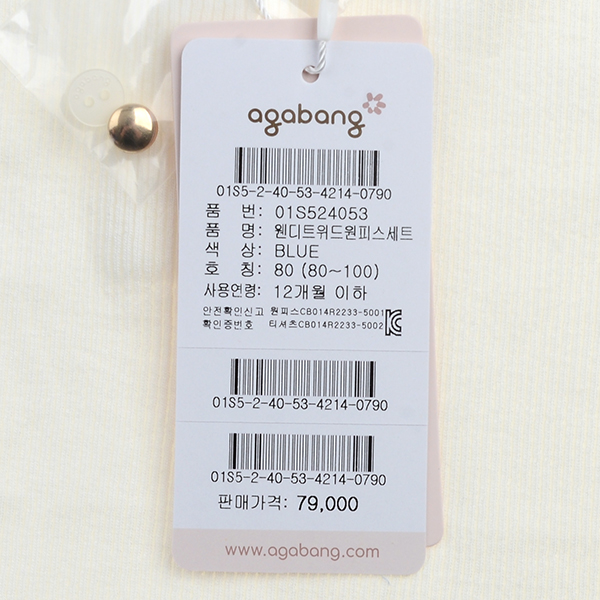 agabang
01S5-2-40-53-4214-0790
품 번: 01S524053
품 명: 웬디트위드원피스세트
색 상: BLUE
호 칭: 80 (80~100)
사용연령: 12개월 이하
안전확인신고 원피스CB014R2233-5001
확인증번호 티셔츠CB014R2233-5002
01S5-2-40-53-4214-0790
01S5-2-40-53-4214-0790
판매가격: 79,000
www.agabang.com